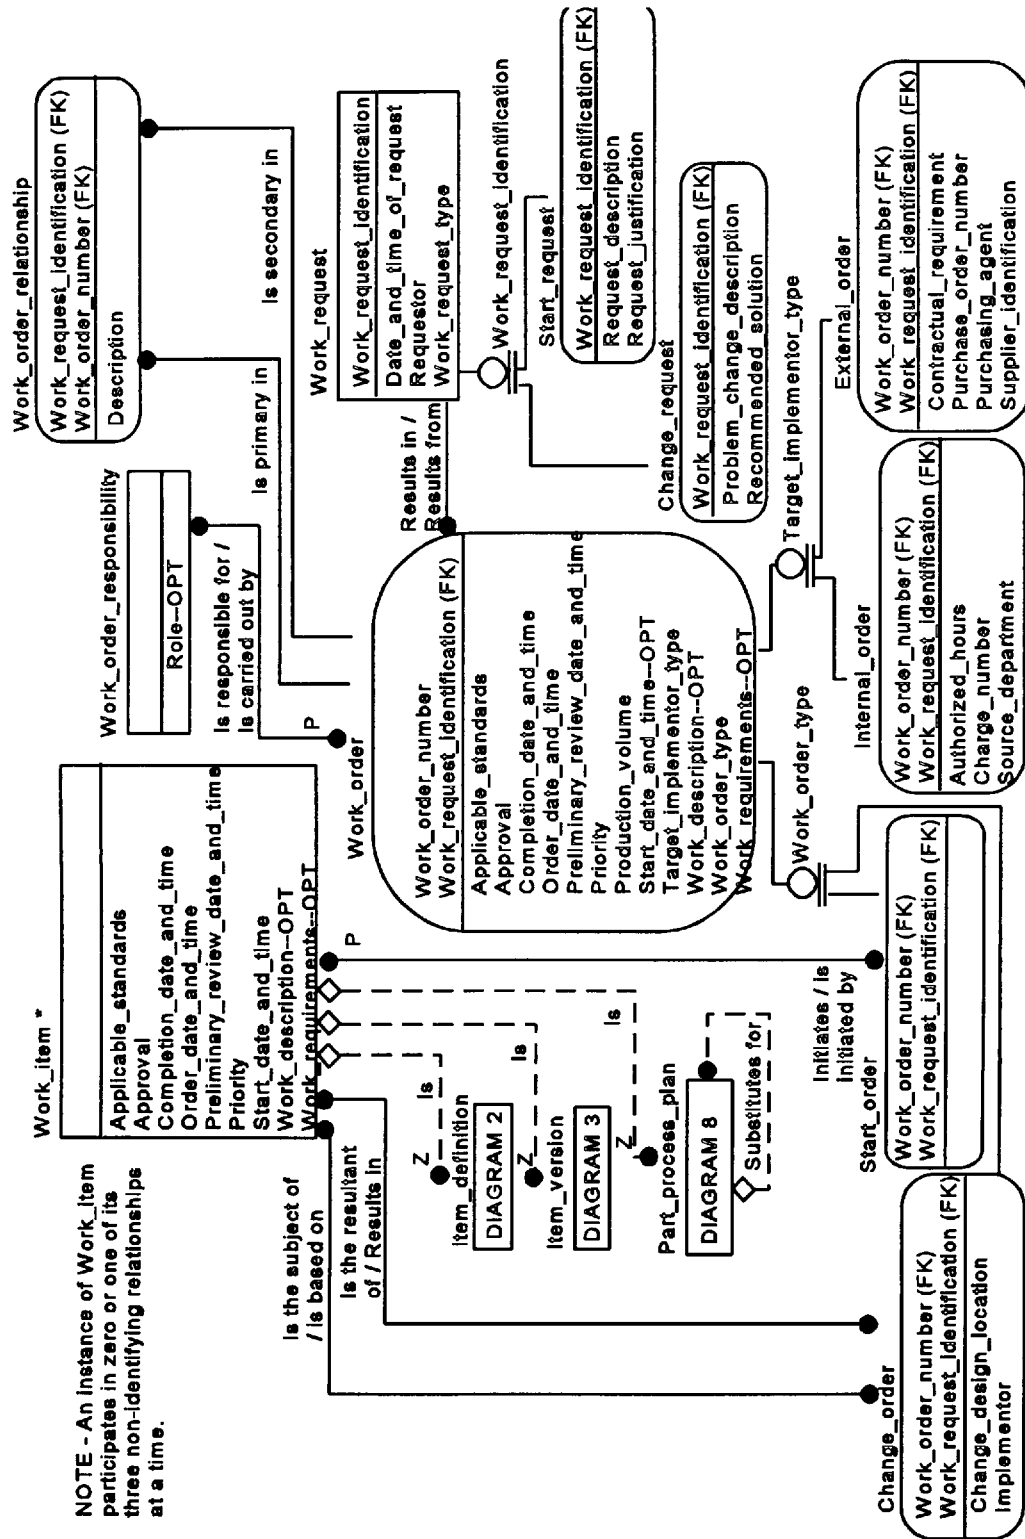 NOTE - An instance of Work_item
participates in zero or one of its
three non-identifying relationships
at a time.
Work_item *
Applicable_standards
Approval
Completion_date_and_time
Order_date_and_time
Preliminary_review_date_and_time
Priority
Start_date_and_time
Work_description--OPT
Work_requirements--OPT
Work_order_responsibility
Role--OPT
Work_order_relationship
Work_request_identification (FK)
Work_order_number (FK)
Description
Is the subject of
/ Is based on
Is the resultant
of / Results in
Z
Is
Item_definition
DIAGRAM 2
Z
Is
Item_version
DIAGRAM 3
Z
Is
Part_process_plan
DIAGRAM 8
Substitutes for
P
Initiates / Is
Initiated by
Is responsible for /
Is carried out by
P
Is primary in
Is secondary in
Work_order
Work_order_number
Work_request_identification (FK)
Applicable_standards
Approval
Completion_date_and_time
Order_date_and_time
Preliminary_review_date_and_time
Priority
Production_volume
Start_date_and_time--OPT
Target_implementor_type
Work_description--OPT
Work_order_type
Work_requirements--OPT
Results in /
Results from
Work_request
Work_request_identification
Date_and_time_of_request
Requestor
Work_request_type
Work_request_identification
Change_request
Work_request_identification (FK)
Problem_change_description
Recommended_solution
Start_request
Work_request_identification (FK)
Request_description
Request_justification
Work_order_type
Target_implementor_type
Change_order
Work_order_number (FK)
Work_request_identification (FK)
Change_design_location
Implementor
Start_order
Work_order_number (FK)
Work_request_identification (FK)
Internal_order
Work_order_number (FK)
Work_request_identification (FK)
Authorized_hours
Charge_number
Source_department
External_order
Work_order_number (FK)
Work_request_identification (FK)
Contractual_requirement
Purchase_order_number
Purchasing_agent
Supplier_identification